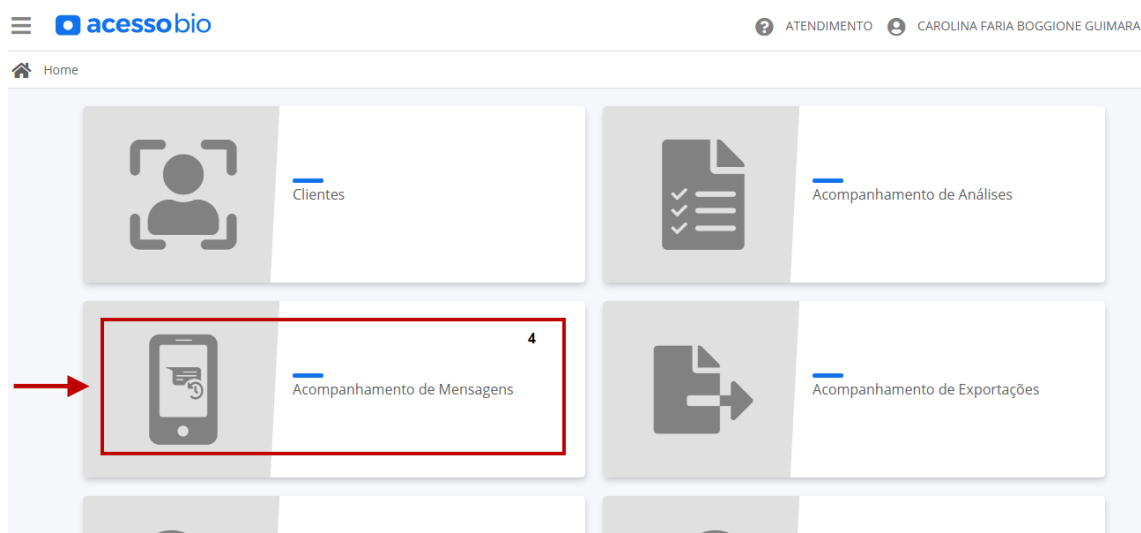 acessobio
ATENDIMENTO
CAROLINA FARIA BOGGIONE GUIMARA
Home
Clientes
Acompanhamento de Análises
4
Acompanhamento de Mensagens
Acompanhamento de Exportações